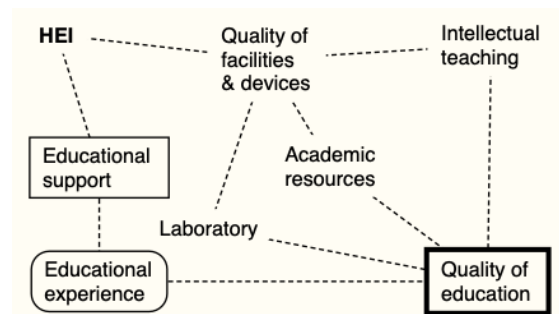 HEI
Quality of
facilities
& devices
Intellectual
teaching
Educational
support
Academic
resources
Laboratory
Educational
experience
Quality of
education